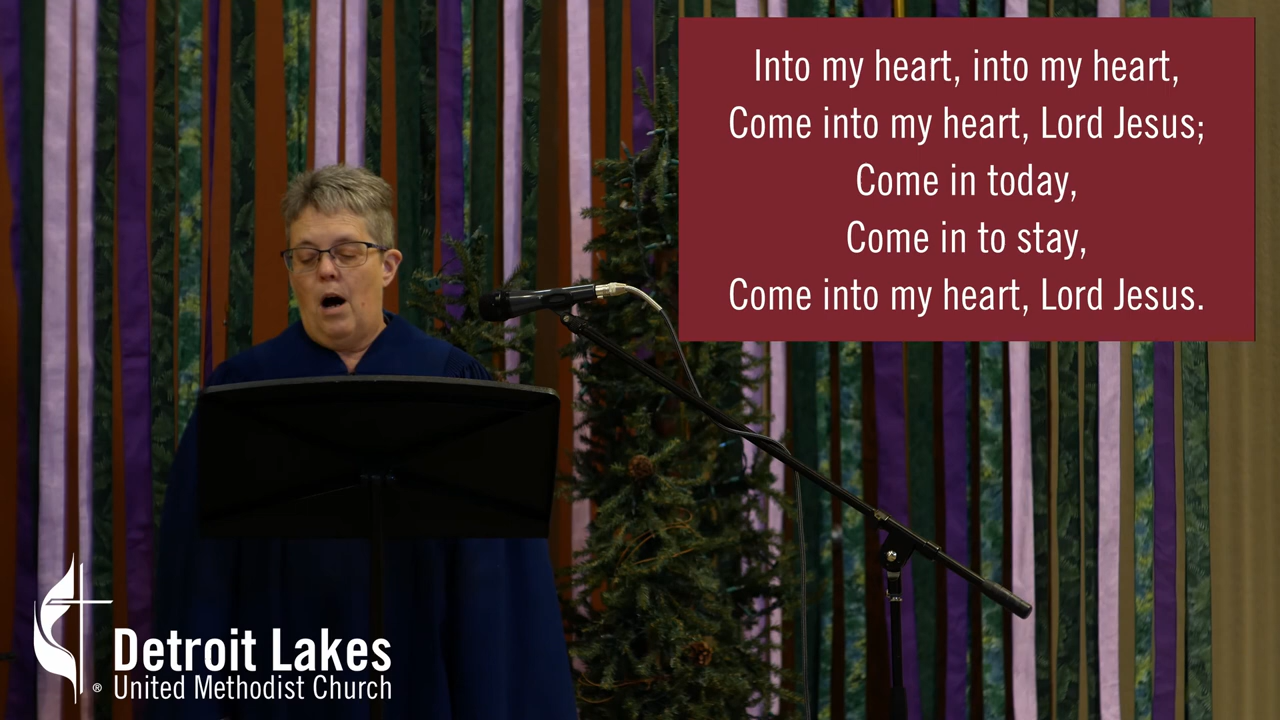 Into my heart, into my heart,
Come into my heart, Lord Jesus;
Come in today,
Come in to stay,
Come into my heart, Lord Jesus.
Detroit Lakes
® United Methodist Church